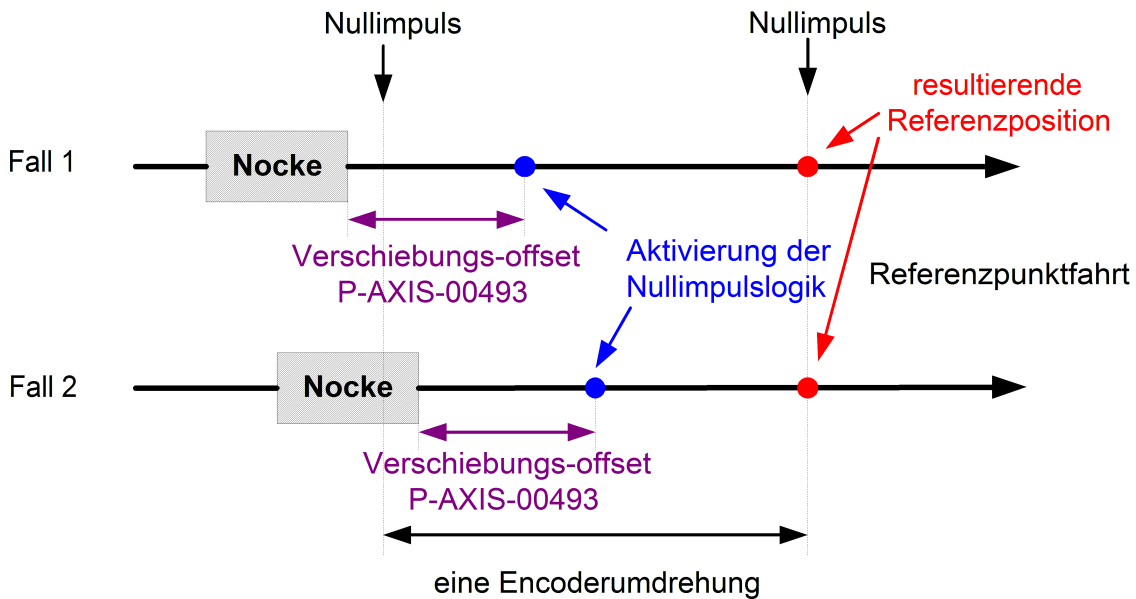 Nullimpuls
Nullimpuls
resultierende
Referenzposition
Fall 1
Nocke
Verschiebungs-offset
P-AXIS-00493
Aktivierung der
Nullimpulslogik
Referenzpunktfahrt
Fall 2
Nocke
Verschiebungs-offset
P-AXIS-00493
eine Encoderumdrehung